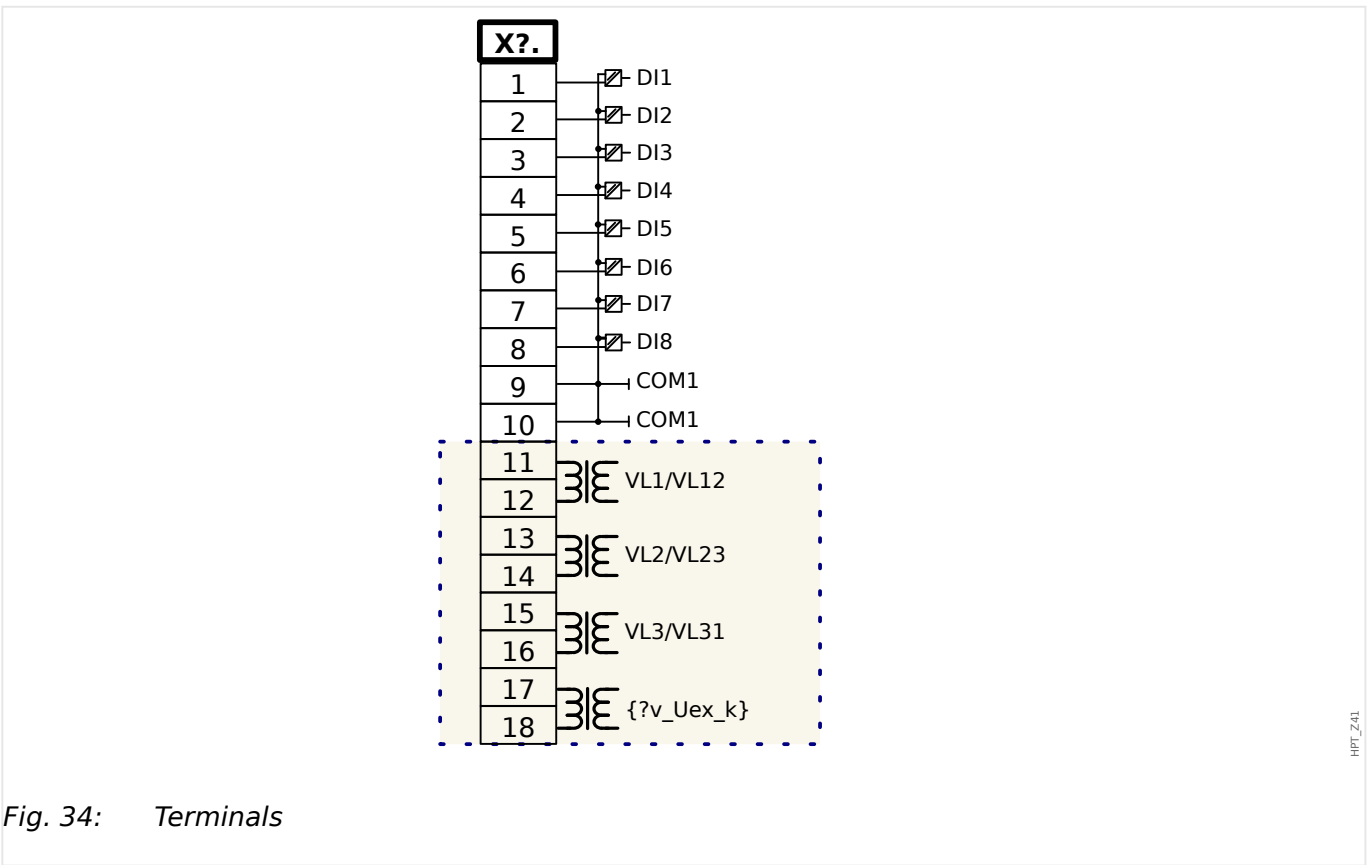 X?.
1 DI1
2 DI2
3 DI3
4 DI4
5 DI5
6 DI6
7 DI7
8 DI8
9 COM1
10 COM1
11
VL1/VL12
12
13
VL2/VL23
14
15
VL3/VL31
16
17
{?v_Uex_k}
18
HPT_Z41
Fig. 34: Terminals